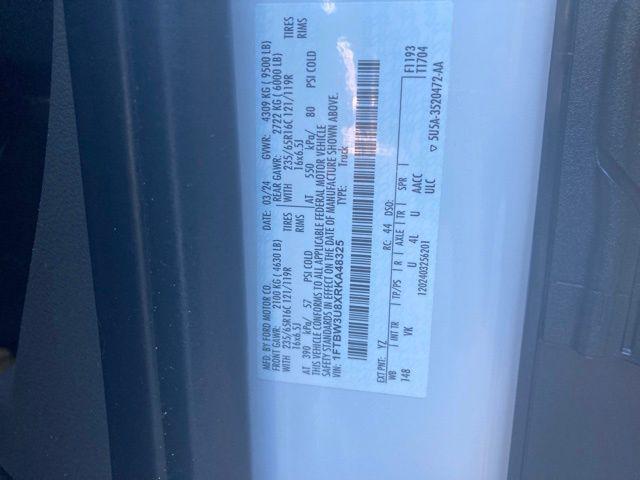 MFD. BY FORD MOTOR CO.
DATE: 03/24 GVWR: 4309 KG ( 9500 LB)
FRONT GAWR: 2100 KG ( 4630 LB) REAR GAWR: 2722 KG ( 6000 LB)
WITH 235/65R16C 121/119R TIRES WITH 235/65R16C 121/119R TIRES
16x6.5J RIMS 16x6.5J RIMS
AT 390 kPa/ 57 PSI COLD AT 550 kPa/ 80 PSI COLD
THIS VEHICLE CONFORMS TO ALL APPLICABLE FEDERAL MOTOR VEHICLE
SAFETY STANDARDS IN EFFECT ON THE DATE OF MANUFACTURE SHOWN ABOVE.
VIN: 1FTBW3U8XRKA48325 TYPE: Truck
EXT PNT: YZ RC: 44 DSO: F1193
WB INT TR TP/PS R AXLE TR SPR T1704
148 VK U 4L U AACC
ULC
1202403256201 5U5A-3520472-AA